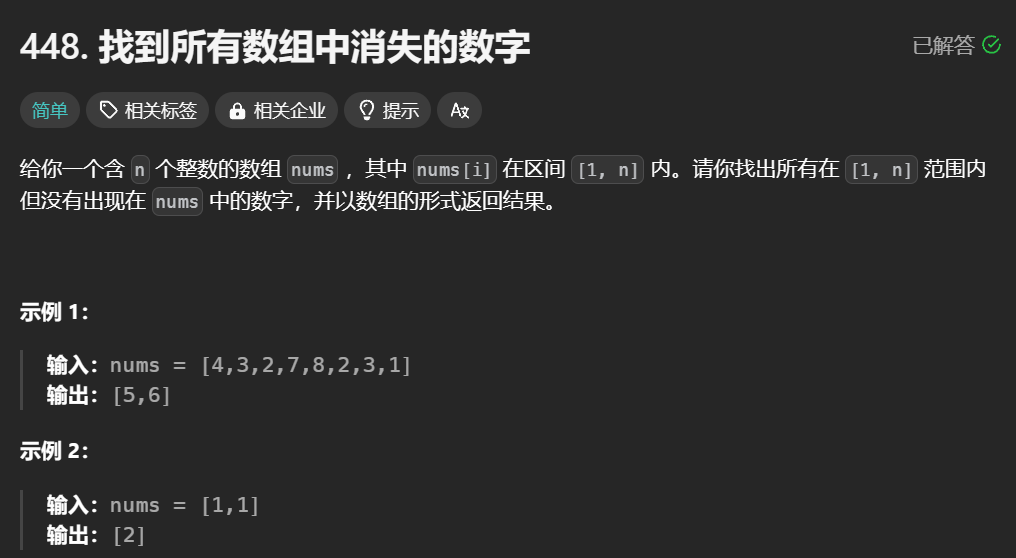 448. 找到所有数组中消失的数字
已解答
简单 相关标签 相关企业 提示
给你一个含 n 个整数的数组 nums ，其中 nums[i] 在区间 [1, n] 内。请你找出所有在 [1, n] 范围内
但没有出现在 nums 中的数字，并以数组的形式返回结果。
示例 1：
输入：nums = [4,3,2,7,8,2,3,1]
输出：[5,6]
示例 2：
输入：nums = [1,1]
输出：[2]